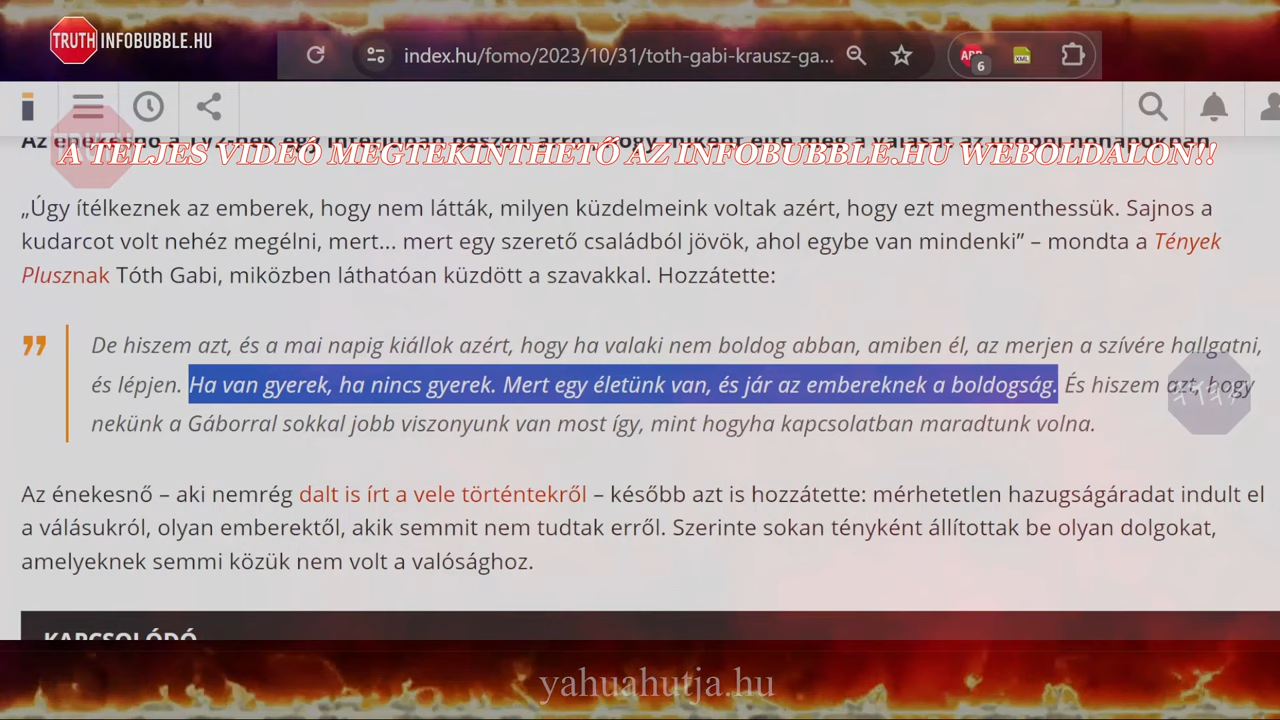 TRUTH INFOBUBBLE.HU
index.hu/fomo/2023/10/31/toth-gabi-krausz-ga...
ABP
6
XML
A TELJES VIDEÓ MEGTEKINTHETŐ AZ INFOBUBBLE.HU WEBOLDALON!!
„Úgy ítélkeznek az emberek, hogy nem látták, milyen küzdelmeink voltak azért, hogy ezt megmenthessük. Sajnos a
kudarcot volt nehéz megélni, mert... mert egy szerető családból jövök, ahol egybe van mindenki” – mondta a Tények
Plusznak Tóth Gabi, miközben láthatóan küzdött a szavakkal. Hozzátette:
De hiszem azt, és a mai napig kiállok azért, hogy ha valaki nem boldog abban, amiben él, az merjen a szívére hallgatni,
és lépjen. Ha van gyerek, ha nincs gyerek. Mert egy életünk van, és jár az embereknek a boldogság. És hiszem azt, hogy
nekünk a Gáborral sokkal jobb viszonyunk van most így, mint hogyha kapcsolatban maradtunk volna.
Az énekesnő – aki nemrég dalt is írt a vele történtekről – később azt is hozzátette: mérhetetlen hazugságáradat indult el
a válásukról, olyan emberektől, akik semmit nem tudtak erről. Szerinte sokan tényként állítottak be olyan dolgokat,
amelyeknek semmi közük nem volt a valósághoz.
KAPCSOLÓDÓ
yahuahutja.hu